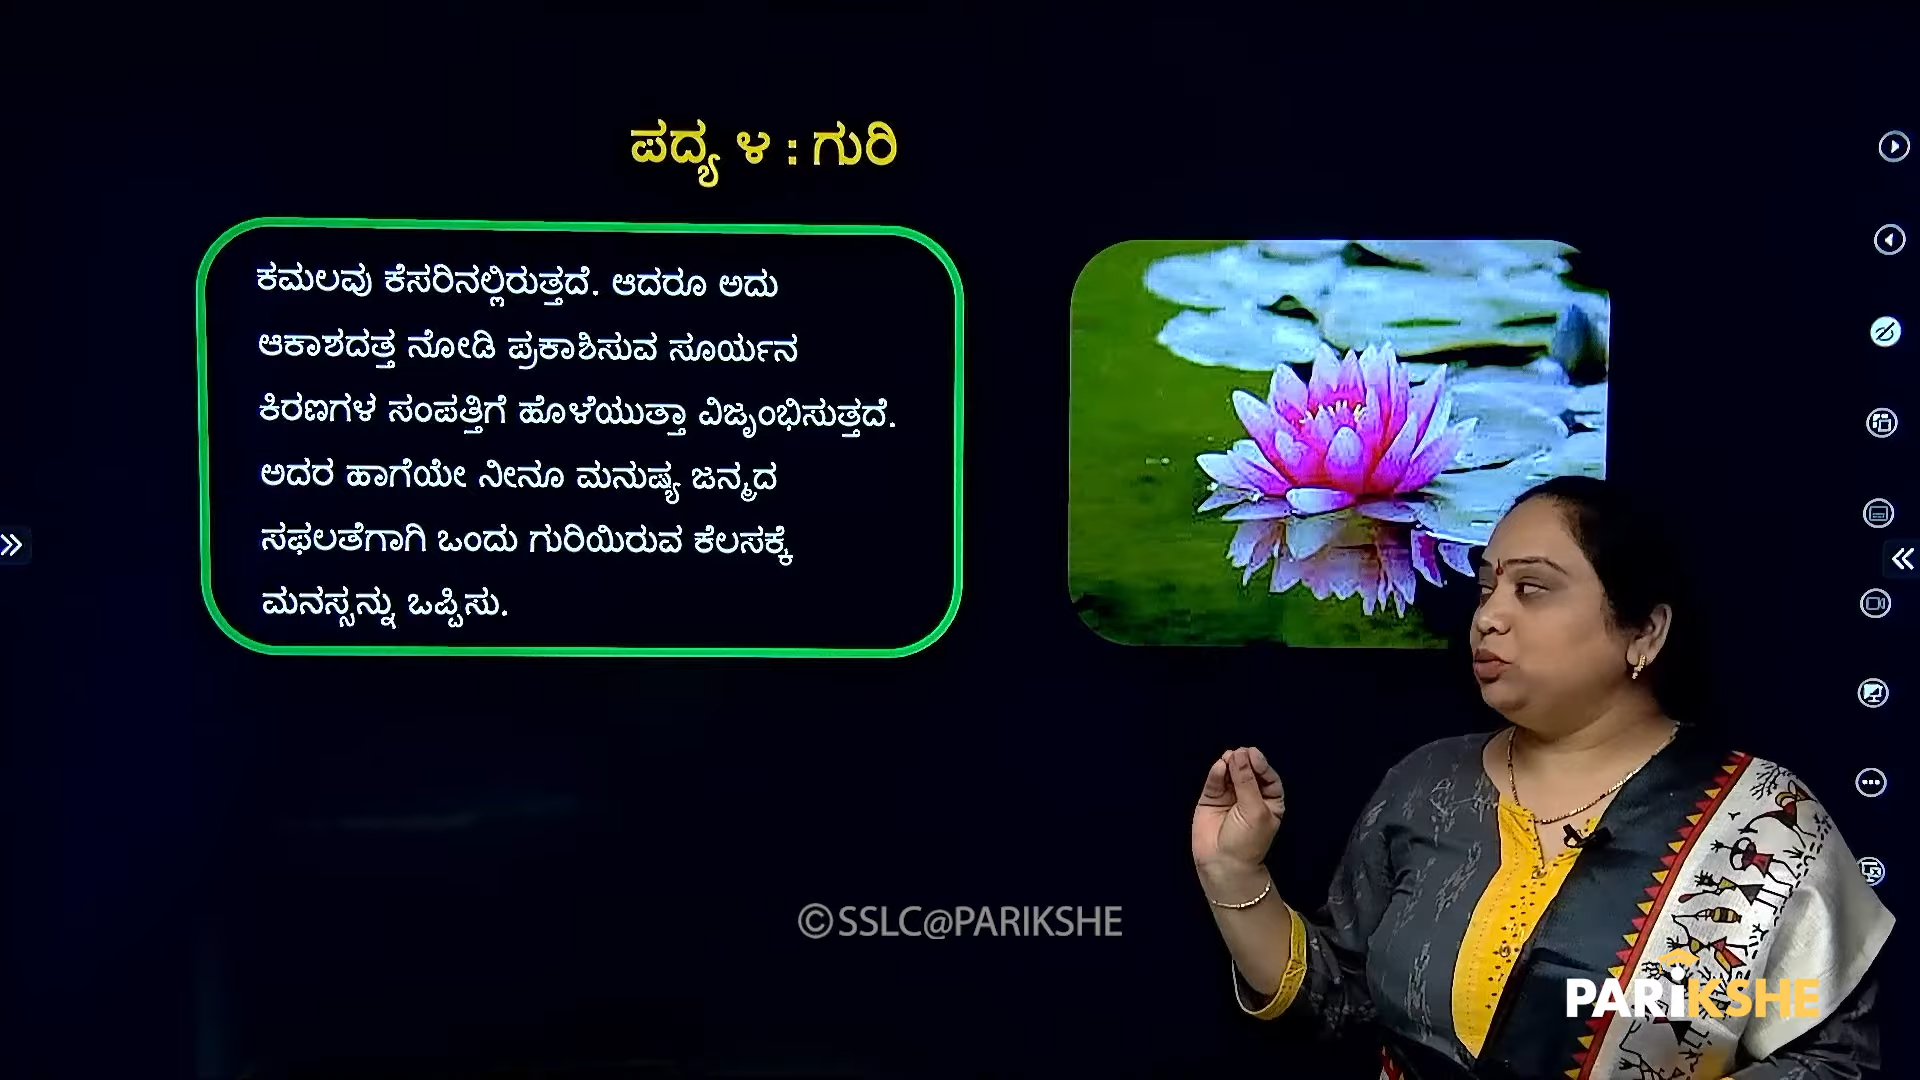 ಪದ್ಯ ೪ : ಗುರಿ
ಕಮಲವು ಕೆಸರಿನಲ್ಲಿರುತ್ತದೆ. ಆದರೂ ಅದು
ಆಕಾಶದತ್ತ ನೋಡಿ ಪ್ರಕಾಶಿಸುವ ಸೂರ್ಯನ
ಕಿರಣಗಳ ಸಂಪತ್ತಿಗೆ ಹೊಳೆಯುತ್ತಾ ವಿಜೃಂಭಿಸುತ್ತದೆ.
ಅದರ ಹಾಗೆಯೇ ನೀನೂ ಮನುಷ್ಯ ಜನ್ಮದ
ಸಫಲತೆಗಾಗಿ ಒಂದು ಗುರಿಯಿರುವ ಕೆಲಸಕ್ಕೆ
ಮನಸ್ಸನ್ನು ಒಪ್ಪಿಸು.
©SSLC@PARIKSHE
PARIKSHE